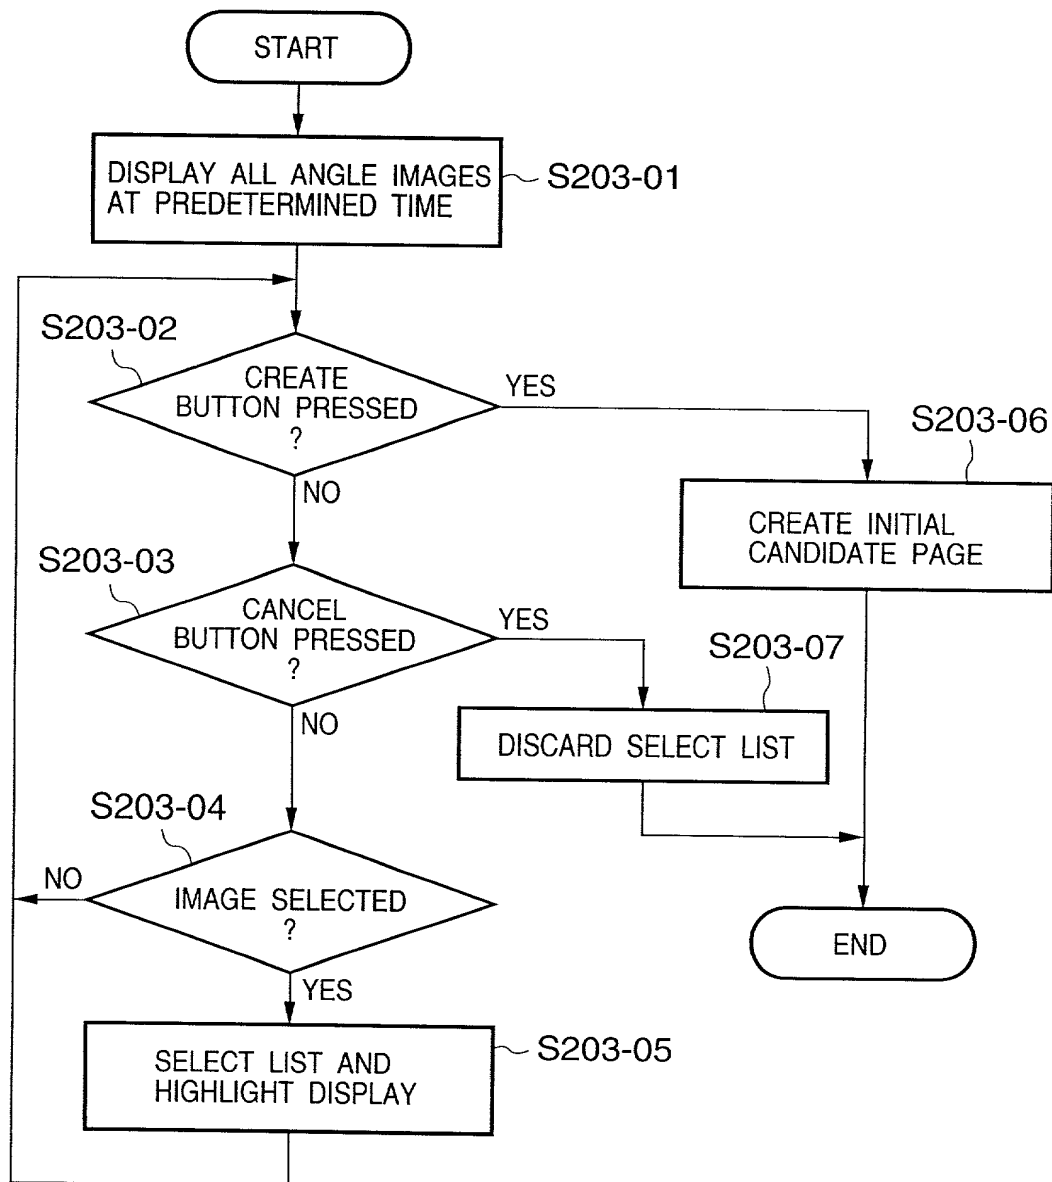 START
DISPLAY ALL ANGLE IMAGES
AT PREDETERMINED TIME
S203-01
S203-02
CREATE
BUTTON PRESSED
?
YES
NO
S203-06
CREATE INITIAL
CANDIDATE PAGE
S203-03
CANCEL
BUTTON PRESSED
?
YES
NO
S203-07
DISCARD SELECT LIST
S203-04
IMAGE SELECTED
?
NO
YES
END
SELECT LIST AND
HIGHLIGHT DISPLAY
S203-05